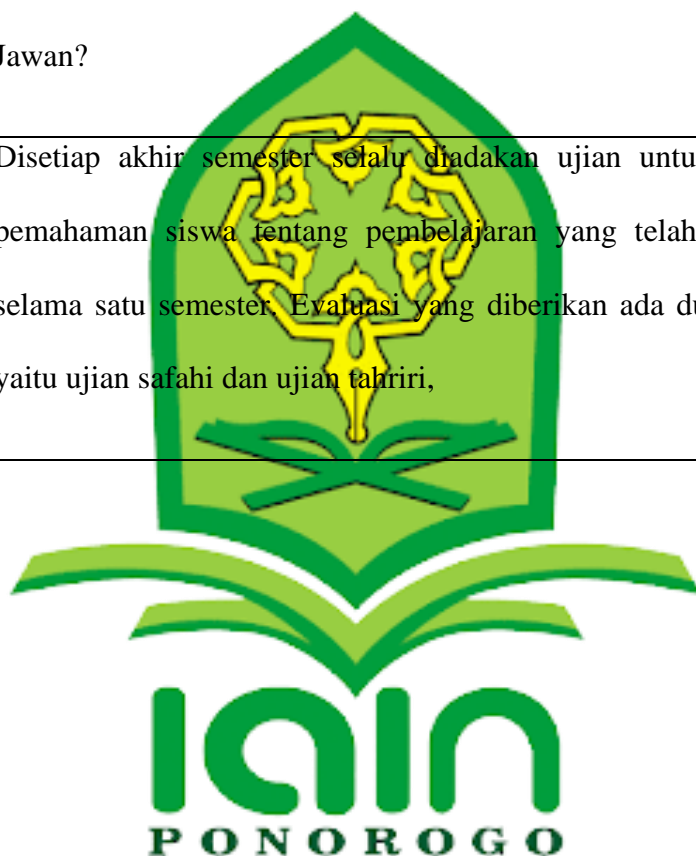 Jawan?
Disetiap akhir semester selalu diadakan ujian untu
pemahaman siswa tentang pembelajaran yang telah
selama satu semester. Evaluasi yang diberikan ada du
yaitu ujian safahi dan ujian tahriri,
IAIN
PONOROGO